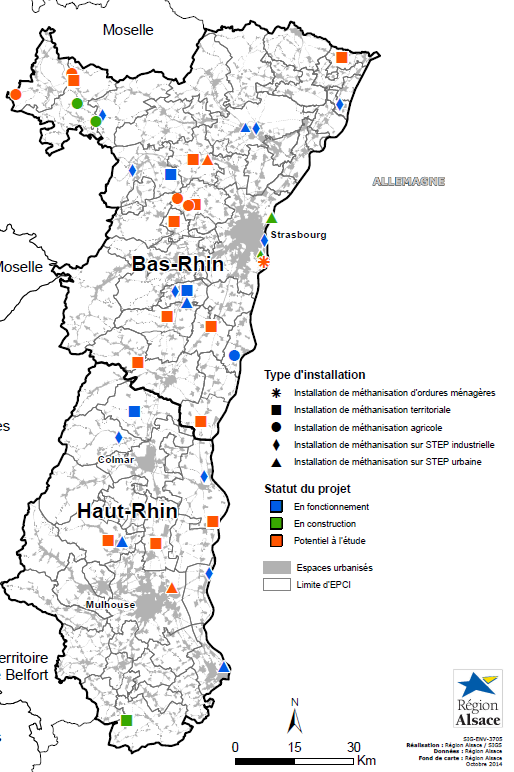 Moselle
ALLEMAGNE
Strasbourg
Moselle
Bas-Rhin
Type d'installation
Installation de méthanisation d'ordures ménagères
Installation de méthanisation territoriale
Installation de méthanisation agricole
Installation de méthanisation sur STEP industrielle
Installation de méthanisation sur STEP urbaine
es
Colmar
Statut du projet
En fonctionnement
En construction
Potentiel à l'étude
Haut-Rhin
Espaces urbanisés
Limite d'EPCI
Mulhouse
erritoire
e Belfort
s
N
0 15 30
Km
Région
Alsace
SIG-ENV-3705
Réalisation : Région Alsace / SIGS
Données : Région Alsace
Fond de carte : Région Alsace
Octobre 2014